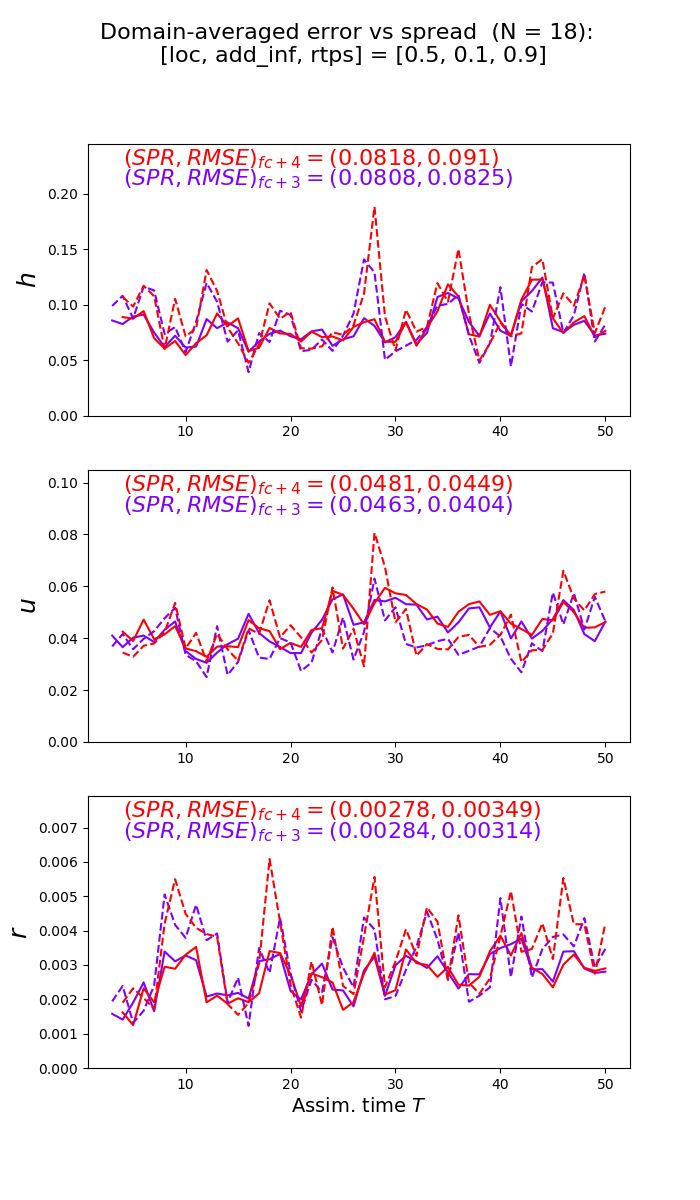 Domain-averaged error vs spread (N = 18):
[loc, add_inf, rtps] = [0.5, 0.1, 0.9]
(SPR, RMSE)fc+4 = (0.0818, 0.091)
(SPR, RMSE)fc+3 = (0.0808, 0.0825)
h
0.20
0.15
0.10
0.05
0.00
10 20 30 40 50
(SPR, RMSE)fc+4 = (0.0481, 0.0449)
(SPR, RMSE)fc+3 = (0.0463, 0.0404)
u
0.10
0.08
0.06
0.04
0.02
0.00
10 20 30 40 50
(SPR, RMSE)fc+4 = (0.00278, 0.00349)
(SPR, RMSE)fc+3 = (0.00284, 0.00314)
r
0.007
0.006
0.005
0.004
0.003
0.002
0.001
0.000
10 20 30 40 50
Assim. time T